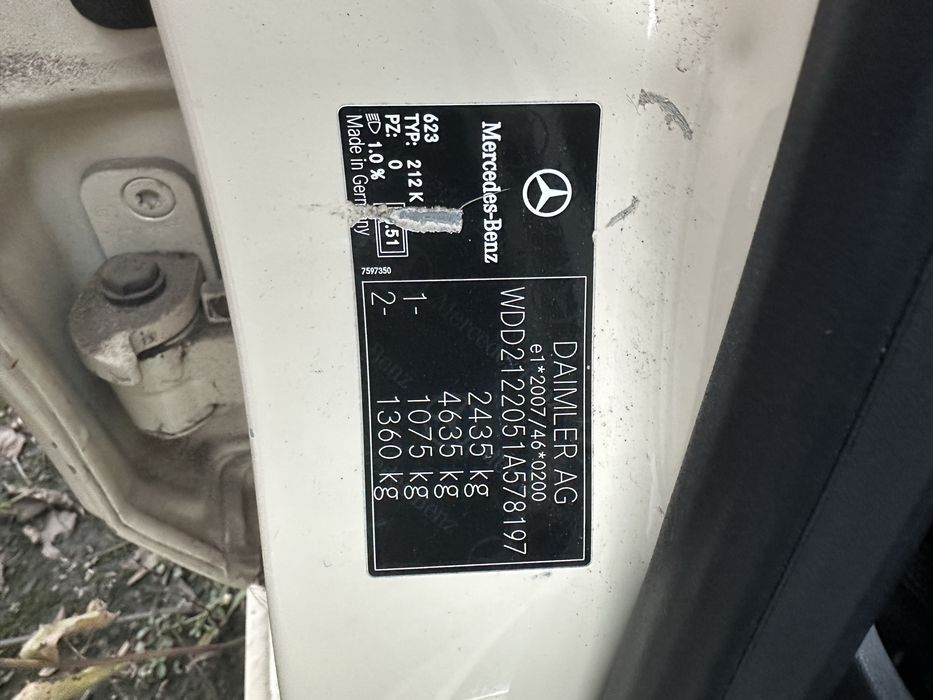 Mercedes-Benz
623
TYP: 212 K
PZ: 0
.51
1.0 %
Made in Germany
7597350
DAIMLER AG
e1*2007/46*0200
WDD2122051A578197
2435 kg
4635 kg
1- 1075 kg
2- 1360 kg